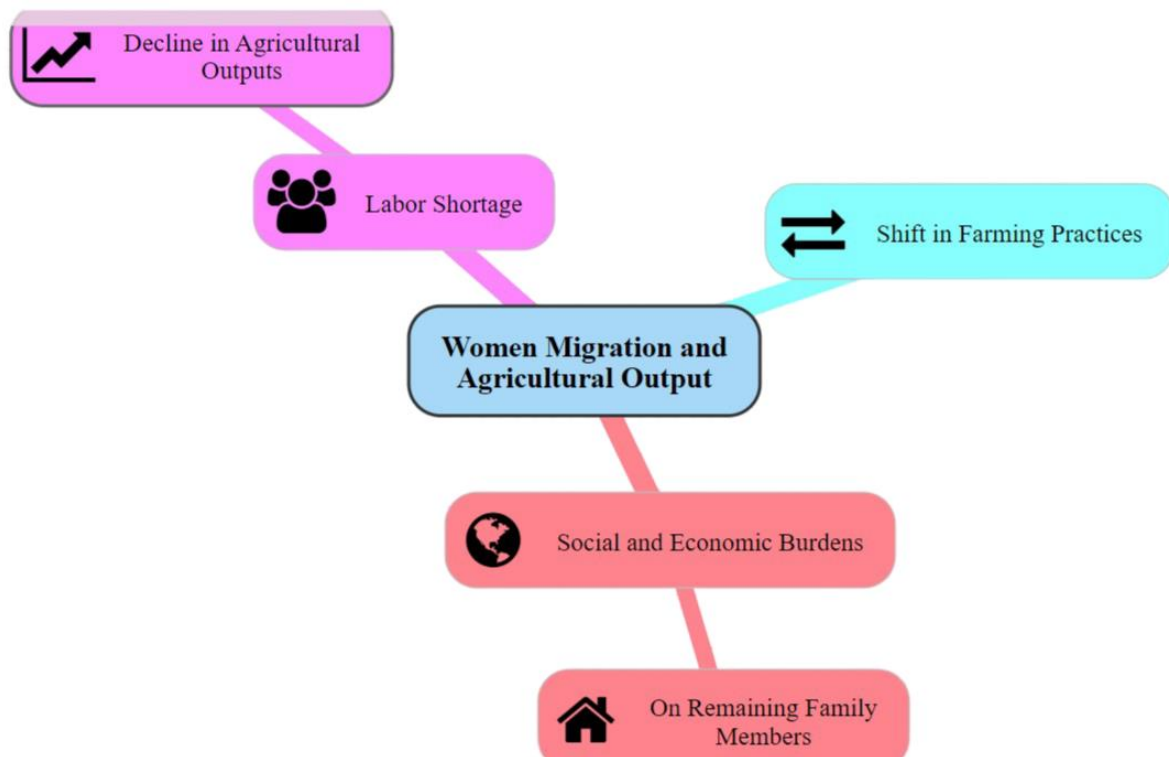 Decline in Agricultural
Outputs
Labor Shortage
Shift in Farming Practices
Women Migration and
Agricultural Output
Social and Economic Burdens
On Remaining Family
Members